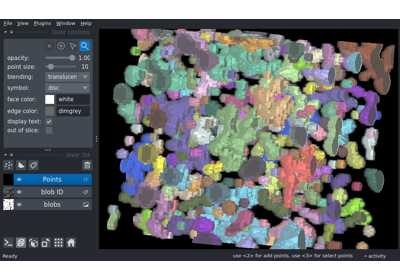 File View Plugins Window Help
layer controls
opacity: 1.00
point size: 10
blending: translucen
symbol: disc
face color: white
edge color: dimgrey
display text:
out of slice:
layer list
Points
blob ID
blobs
Ready
use <2> for add points, use <3> for select points
activity